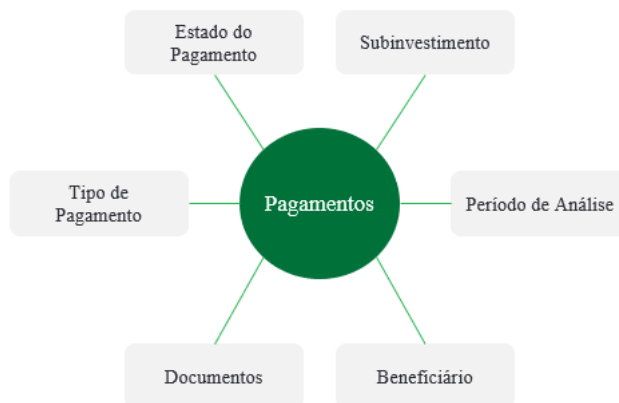 Estado do
Pagamento
Subinvestimento
Tipo de
Pagamento
Pagamentos
Período de Análise
Documentos
Beneficiário